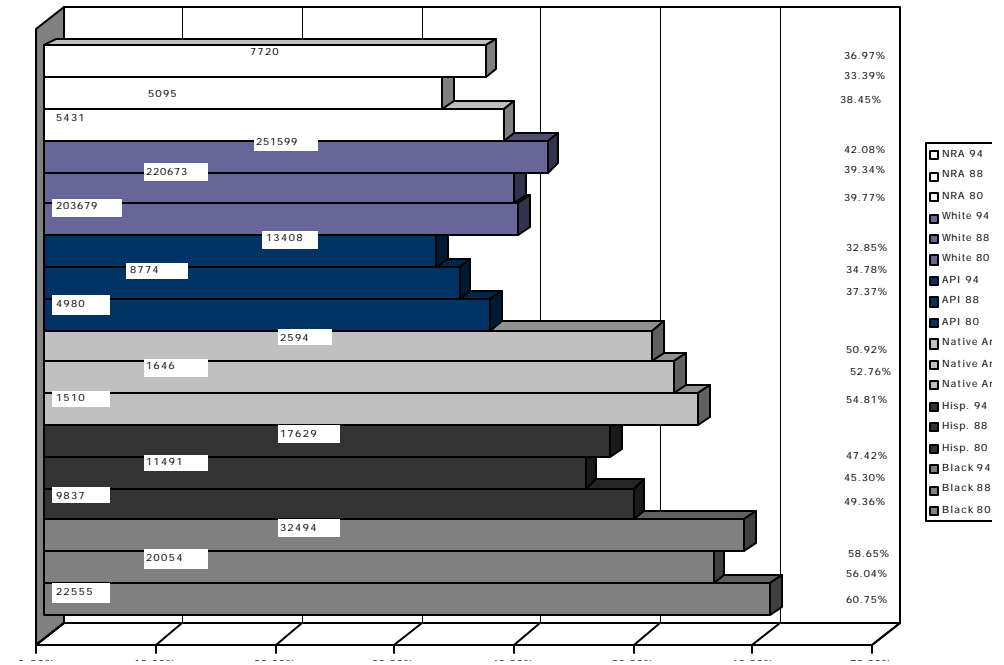 7720
36.97%
33.39%
5095
38.45%
5431
251599
42.08%
220673
39.34%
203679
39.77%
13408
32.85%
8774
34.78%
4980
37.37%
2594
50.92%
1646
52.76%
1510
54.81%
17629
47.42%
11491
45.30%
9837
49.36%
32494
58.65%
20054
56.04%
22555
60.75%
NRA 94
NRA 88
NRA 80
White 94
White 88
White 80
API 94
API 88
API 80
Native
Native
Native
Hisp. 94
Hisp. 88
Hisp. 80
Black 94
Black 88
Black 80